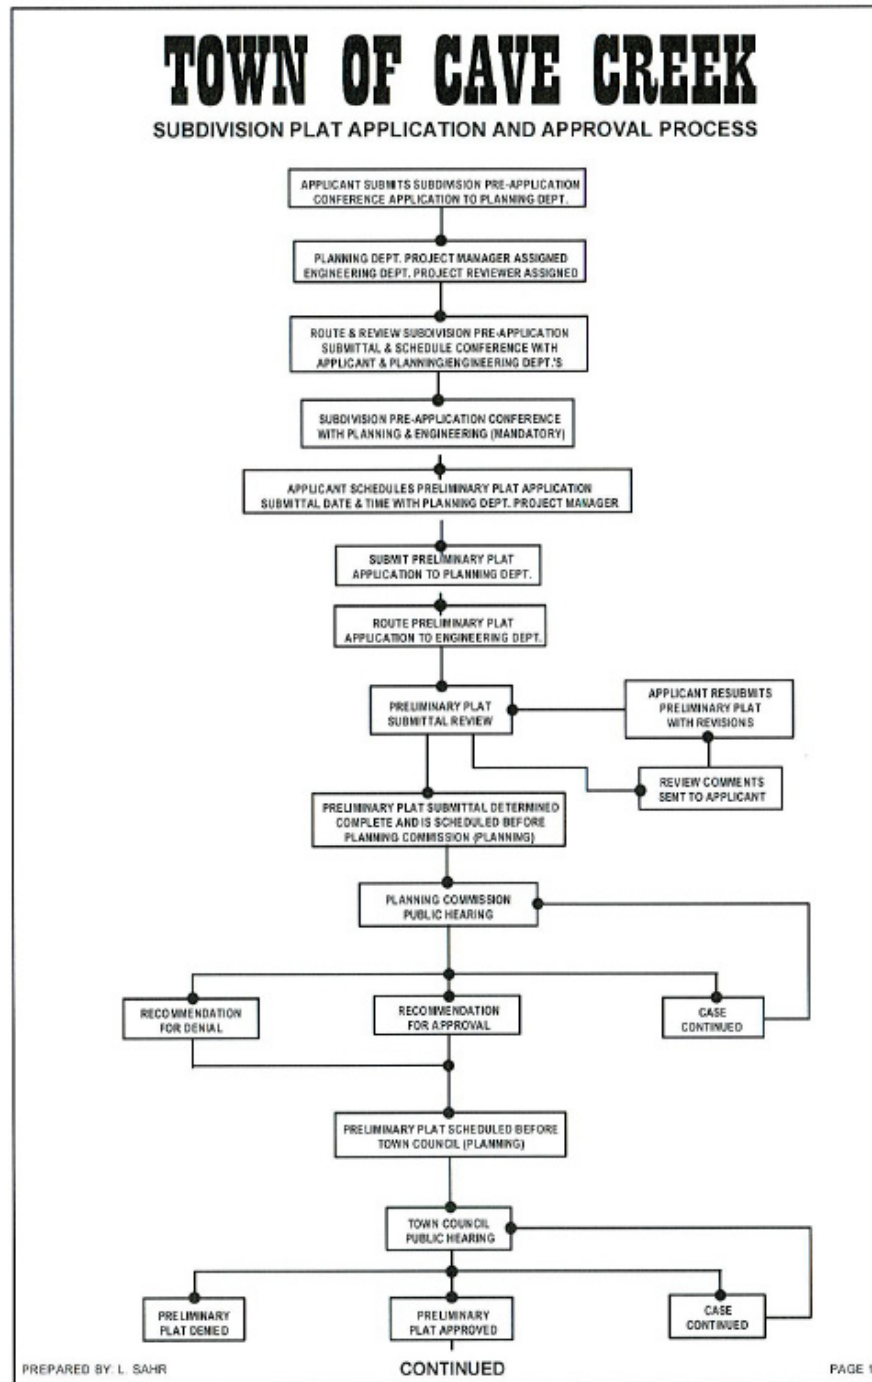 TOWN OF CAVE CREEK
SUBDIVISION PLAT APPLICATION AND APPROVAL PROCESS
APPLICANT SUBMITS SUBDIVISION PRE-APPLICATION
CONFERENCE APPLICATION TO PLANNING DEPT.
PLANNING DEPT. PROJECT MANAGER ASSIGNED
ENGINEERING DEPT. PROJECT REVIEWER ASSIGNED
ROUTE & REVIEW SUBDIVISION PRE-APPLICATION
SUBMITTAL & SCHEDULE CONFERENCE WITH
APPLICANT & PLANNING/ENGINEERING DEPT.'S
SUBDIVISION PRE-APPLICATION CONFERENCE
WITH PLANNING & ENGINEERING (MANDATORY)
APPLICANT SCHEDULES PRELIMINARY PLAT APPLICATION
SUBMITTAL DATE & TIME WITH PLANNING DEPT. PROJECT MANAGER
SUBMIT PRELIMINARY PLAT
APPLICATION TO PLANNING DEPT.
ROUTE PRELIMINARY PLAT
APPLICATION TO ENGINEERING DEPT.
PRELIMINARY PLAT
SUBMITTAL REVIEW
APPLICANT RESUBMITS
PRELIMINARY PLAT
WITH REVISIONS
REVIEW COMMENTS
SENT TO APPLICANT
PRELIMINARY PLAT SUBMITTAL DETERMINED
COMPLETE AND IS SCHEDULED BEFORE
PLANNING COMMISSION (PLANNING)
PLANNING COMMISSION
PUBLIC HEARING
RECOMMENDATION
FOR DENIAL
RECOMMENDATION
FOR APPROVAL
CASE
CONTINUED
PRELIMINARY PLAT SCHEDULED BEFORE
TOWN COUNCIL (PLANNING)
TOWN COUNCIL
PUBLIC HEARING
PRELIMINARY
PLAT DENIED
PRELIMINARY
PLAT APPROVED
CASE
CONTINUED
PREPARED BY: L. SAHR
CONTINUED
PAGE 1